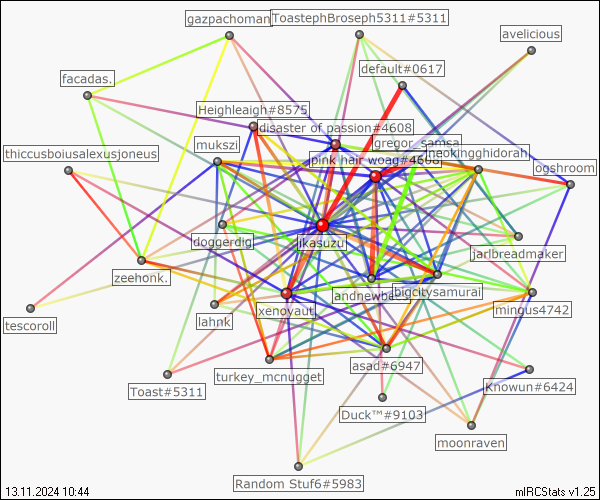 gazpachoman
ToastephBroseph5311#5311
avelicious
default#0617
facadas.
Heighleaigh#8575
disaster of passion#4608
gregor_samsa
mukszi
thiccusboiusalexusjoneus
pink hair woag#4608
neokingghidorah
ogshroom
doggerdig
ikasuzu
jarlbreadmaker
zeehonk.
andnewba
bigcitysamurai
xenovaut
mingus4742
lahnk
tescoroll
asad#6947
turkey_mcnugget
Toast#5311
Knowun#6424
Duck™#9103
moonraven
Random Stuf6#5983
13.11.2024 10:44
mIRCStats v1.25